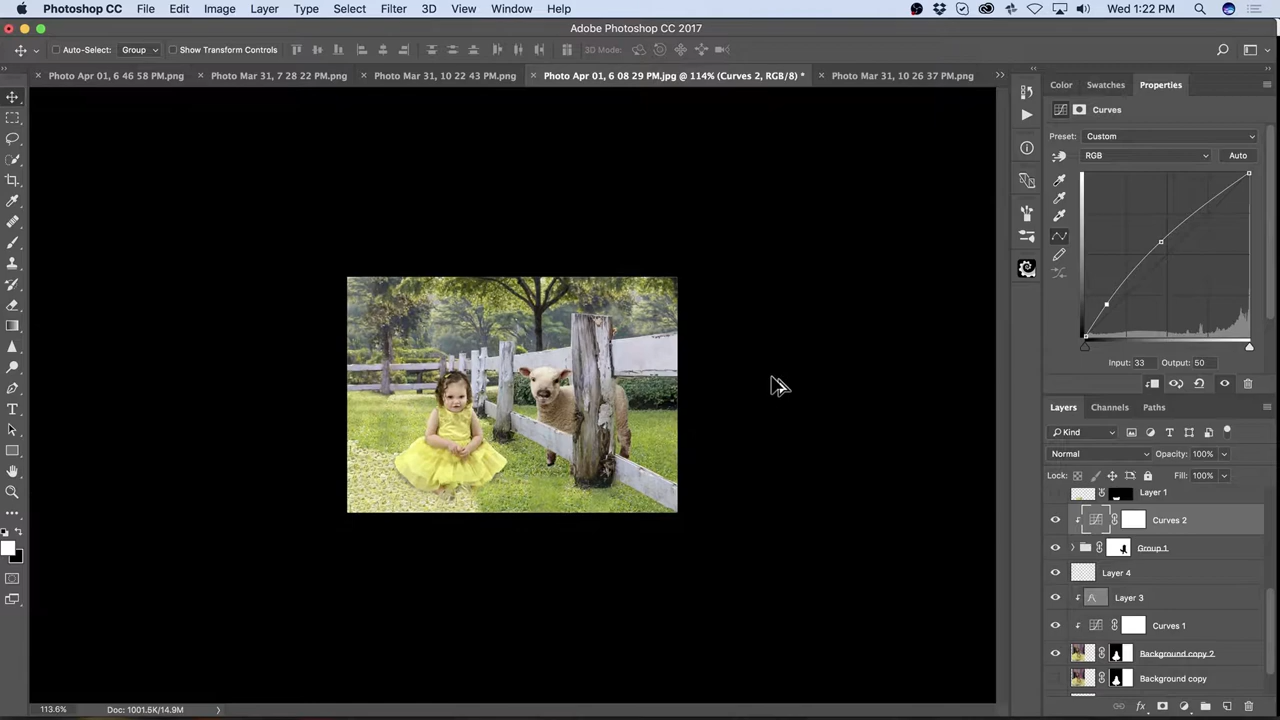 Photoshop CC File Edit Image Layer Type Select Filter 3D View Window Help Wed 1:22 PM
Adobe Photoshop CC 2017
Auto-Select: Group Show Transform Controls 3D Mode:
Photo Apr 01, 6 46 58 PM.png Photo Mar 31, 7 28 22 PM.png Photo Mar 31, 10 22 43 PM.png Photo Apr 01, 6 08 29 PM.jpg @ 114% (Curves 2, RGB/8) * Photo Mar 31, 10 26 37 PM.png
Color Swatches Properties
Curves
Preset: Custom
RGB Auto
Input: 33 Output: 50
Layers Channels Paths
Kind
Normal Opacity: 100%
Lock: Fill: 100%
Layer 1
Curves 2
Group 1
Layer 4
Layer 3
Curves 1
Background copy 2
Background copy
113.6% Doc: 1001.5K/14.9M